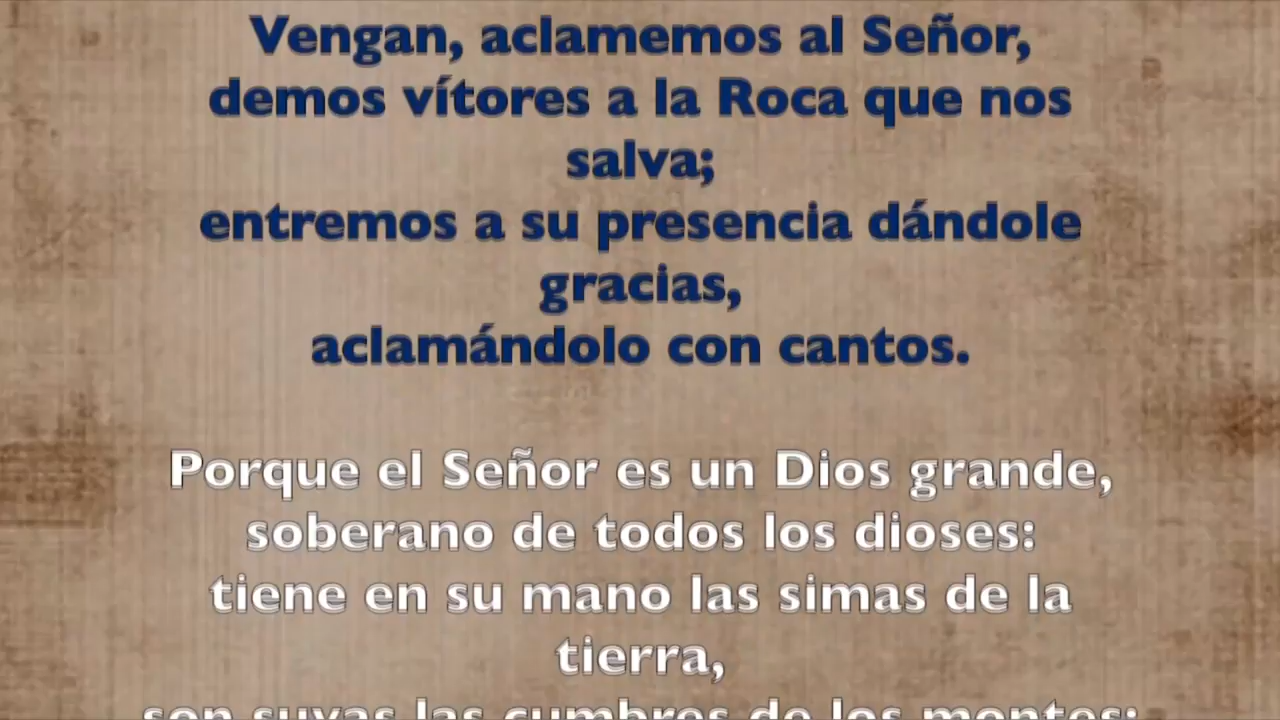 Vengan, aclamemos al Señor,
demos vítores a la Roca que nos
salva;
entremos a su presencia dándole
gracias,
aclamándolo con cantos.
Porque el Señor es un Dios grande,
soberano de todos los dioses:
tiene en su mano las simas de la
tierra,
son suyas las cumbres de los montes;